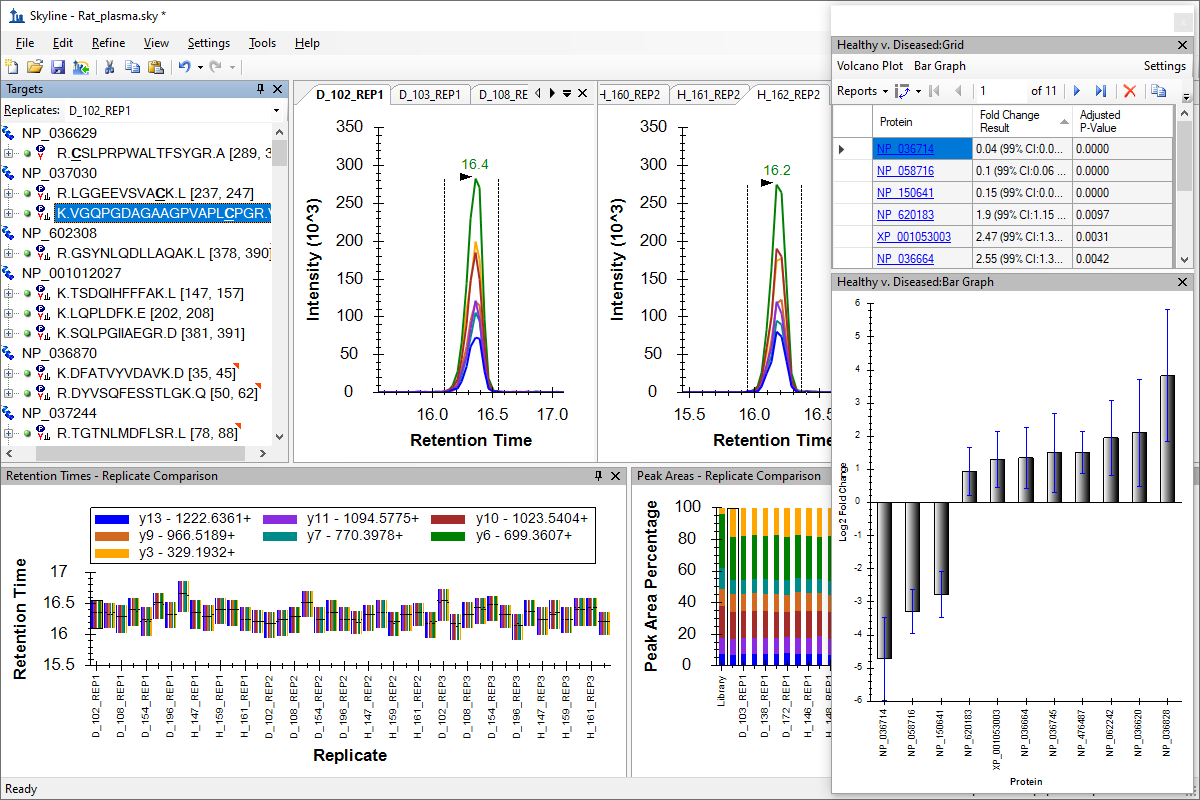 Skyline - Rat_plasma.sky *
File Edit Refine View Settings Tools Help
Targets
Replicates: D_102_REP1
NP_036629
R.CSLPRPWALTFSYGR.A [289, 3
NP_037030
R.LGGEEVSVACK.L [237, 247]
K.VGQPGDAGAAGPVAPLCPGR.V
NP_602308
R.GSYNLQDLLAQAK.L [378, 390]
NP_001012027
K.TSDQIHFFFAK.L [147, 157]
K.LQPLDFK.E [202, 208]
K.SQLPGIIAEGR.D [381, 391]
NP_036870
K.DFATVYVDAVK.D [35, 45]
R.DYVSQFESSTLGK.Q [50, 62]
NP_037244
R.TGTNLMDFLSR.L [78, 88]
D_102_REP1 D_103_REP1 D_108_RE
350
300
250
200
150
100
50
0
Intensity (10^3)
16.4
16.0 16.5 17.0
Retention Time
H_160_REP2 H_161_REP2 H_162_REP2
350
300
250
200
150
100
50
0
Intensity (10^3)
16.2
15.5 16.0 16.5
Retention Time
Healthy v. Diseased:Grid
Volcano Plot Bar Graph Settings
Reports 1 of 11
Protein Fold Change Result Adjusted P-Value
NP_036714 0.04 (99% CI:0.0... 0.0000
NP_058716 0.1 (99% CI:0.06 ... 0.0000
NP_150641 0.15 (99% CI:0.0... 0.0000
NP_620183 1.9 (99% CI:1.15 ... 0.0097
XP_001053003 2.47 (99% CI:1.3... 0.0031
NP_036664 2.55 (99% CI:1.3... 0.0042
Healthy v. Diseased:Bar Graph
6
5
4
3
2
1
0
-1
-2
-3
-4
-5
-6
Log2 Fold Change
NP_036714 NP_058716 NP_150641 NP_620183 XP_001053003 NP_036664 NP_036745 NP_476487 NP_062242 NP_036620 NP_036828
Protein
Retention Times - Replicate Comparison
y13 - 1222.6361+ y11 - 1094.5775+ y10 - 1023.5404+
y9 - 966.5189+ y7 - 770.3978+ y6 - 699.3607+
y3 - 329.1932+
17
16.5
16
15.5
Retention Time
D_102_REP1 D_108_REP1 D_154_REP1 D_196_REP1 H_147_REP1 H_159_REP1 H_161_REP1 D_102_REP2 D_108_REP2 D_154_REP2 D_196_REP2 H_147_REP2 H_159_REP2 H_161_REP2 D_102_REP3 D_108_REP3 D_154_REP3 D_196_REP3 H_147_REP3 H_159_REP3 H_161_REP3
Replicate
Peak Areas - Replicate Comparison
100
80
60
40
20
0
Peak Area Percentage
Library D_103_REP1 D_138_REP1 D_172_REP1 H_146_REP1 H_148_REP1
Ready